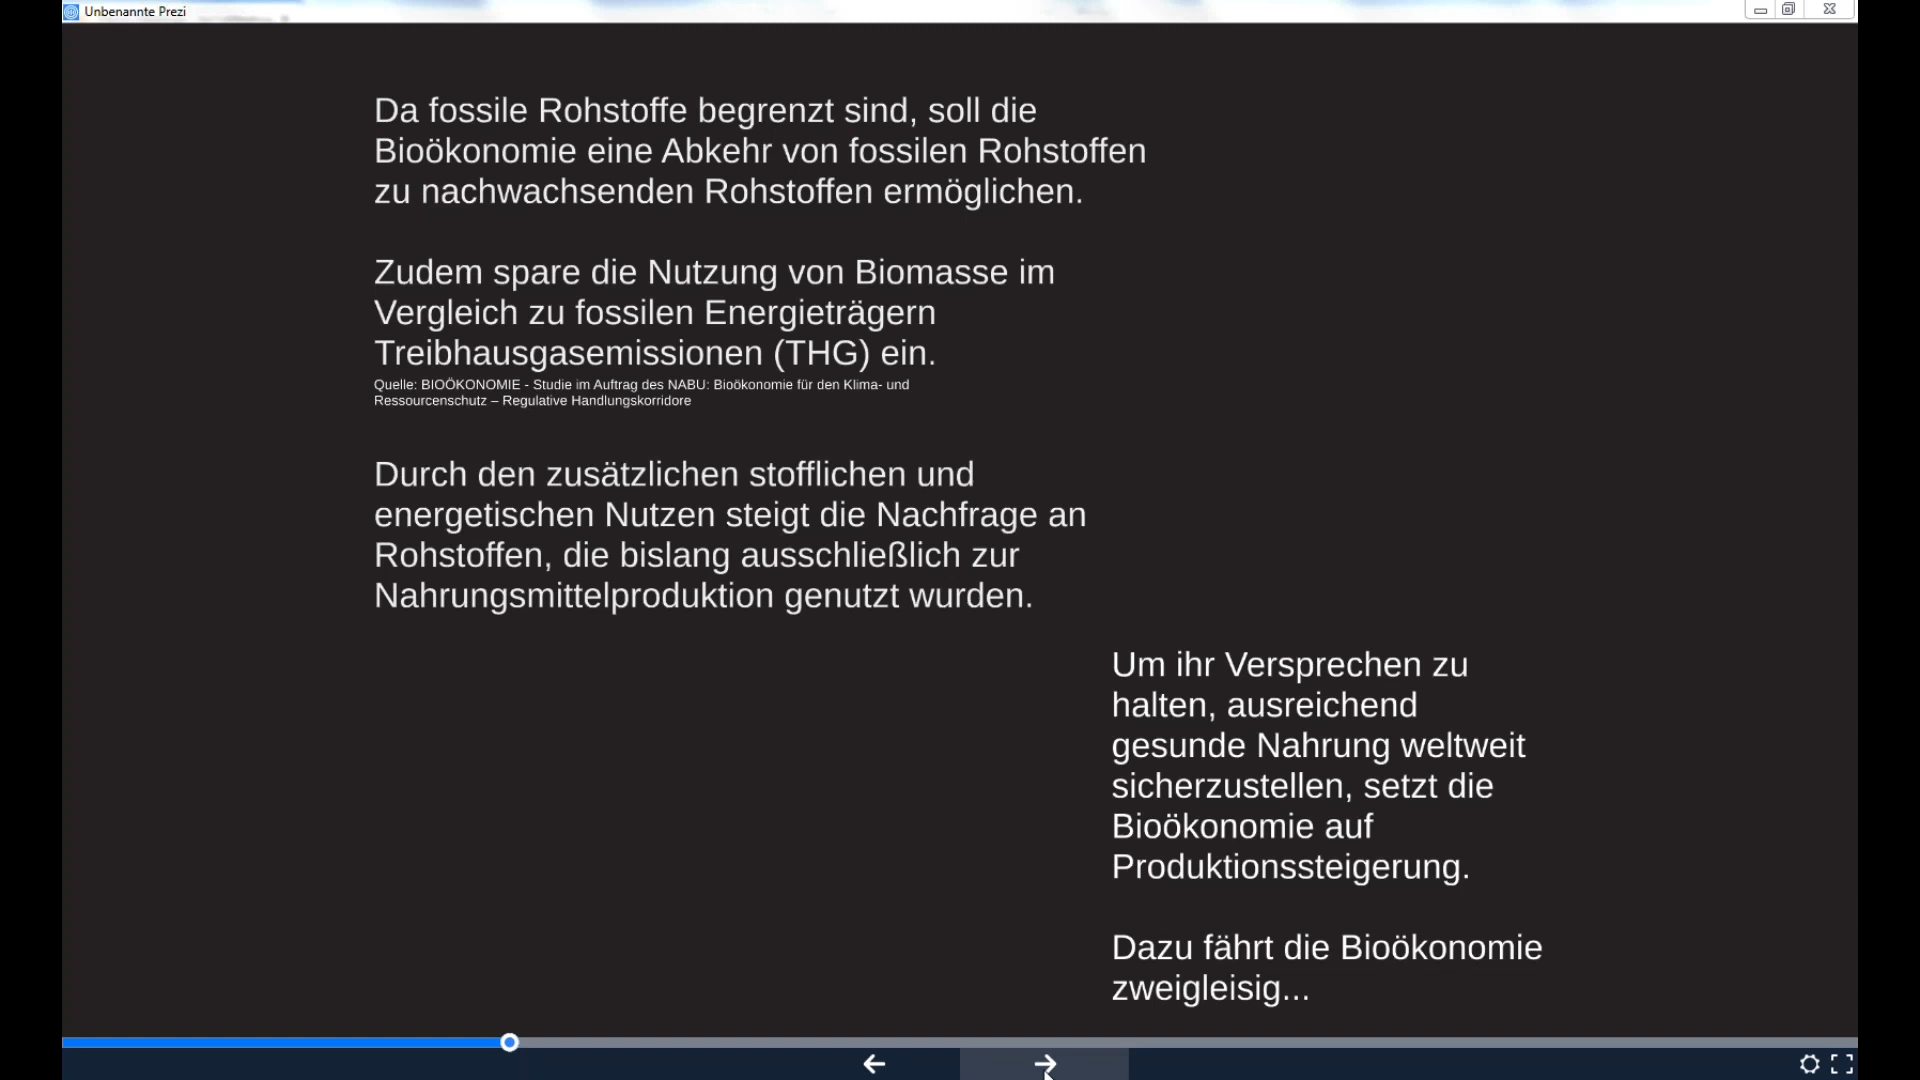 Unbenannte Prezi
Da fossile Rohstoffe begrenzt sind, soll die
Bioökonomie eine Abkehr von fossilen Rohstoffen
zu nachwachsenden Rohstoffen ermöglichen.
Zudem spare die Nutzung von Biomasse im
Vergleich zu fossilen Energieträgern
Treibhausgasemissionen (THG) ein.
Quelle: BIOÖKONOMIE - Studie im Auftrag des NABU: Bioökonomie für den Klima- und
Ressourcenschutz – Regulative Handlungskorridore
Durch den zusätzlichen stofflichen und
energetischen Nutzen steigt die Nachfrage an
Rohstoffen, die bislang ausschließlich zur
Nahrungsmittelproduktion genutzt wurden.
Um ihr Versprechen zu
halten, ausreichend
gesunde Nahrung weltweit
sicherzustellen, setzt die
Bioökonomie auf
Produktionssteigerung.
Dazu fährt die Bioökonomie
zweigleisig...